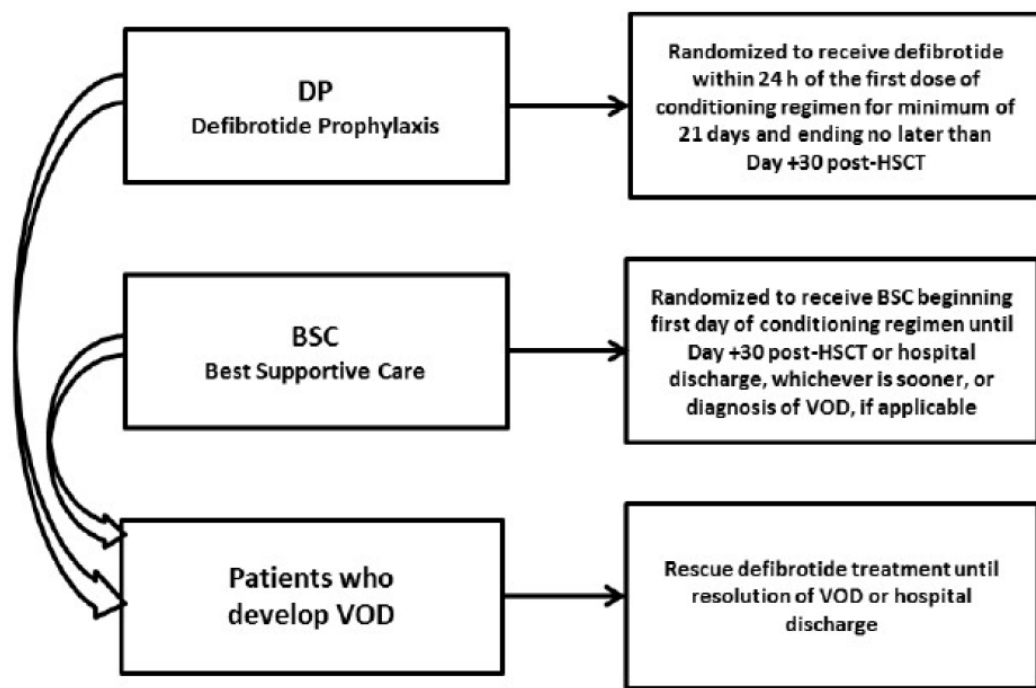 DP
Defibrotide Prophylaxis
Randomized to receive defibrotide
within 24 h of the first dose of
conditioning regimen for minimum of
21 days and ending no later than
Day +30 post-HSCT
BSC
Best Supportive Care
Randomized to receive BSC beginning
first day of conditioning regimen until
Day +30 post-HSCT or hospital
discharge, whichever is sooner, or
diagnosis of VOD, if applicable
Patients who
develop VOD
Rescue defibrotide treatment until
resolution of VOD or hospital
discharge